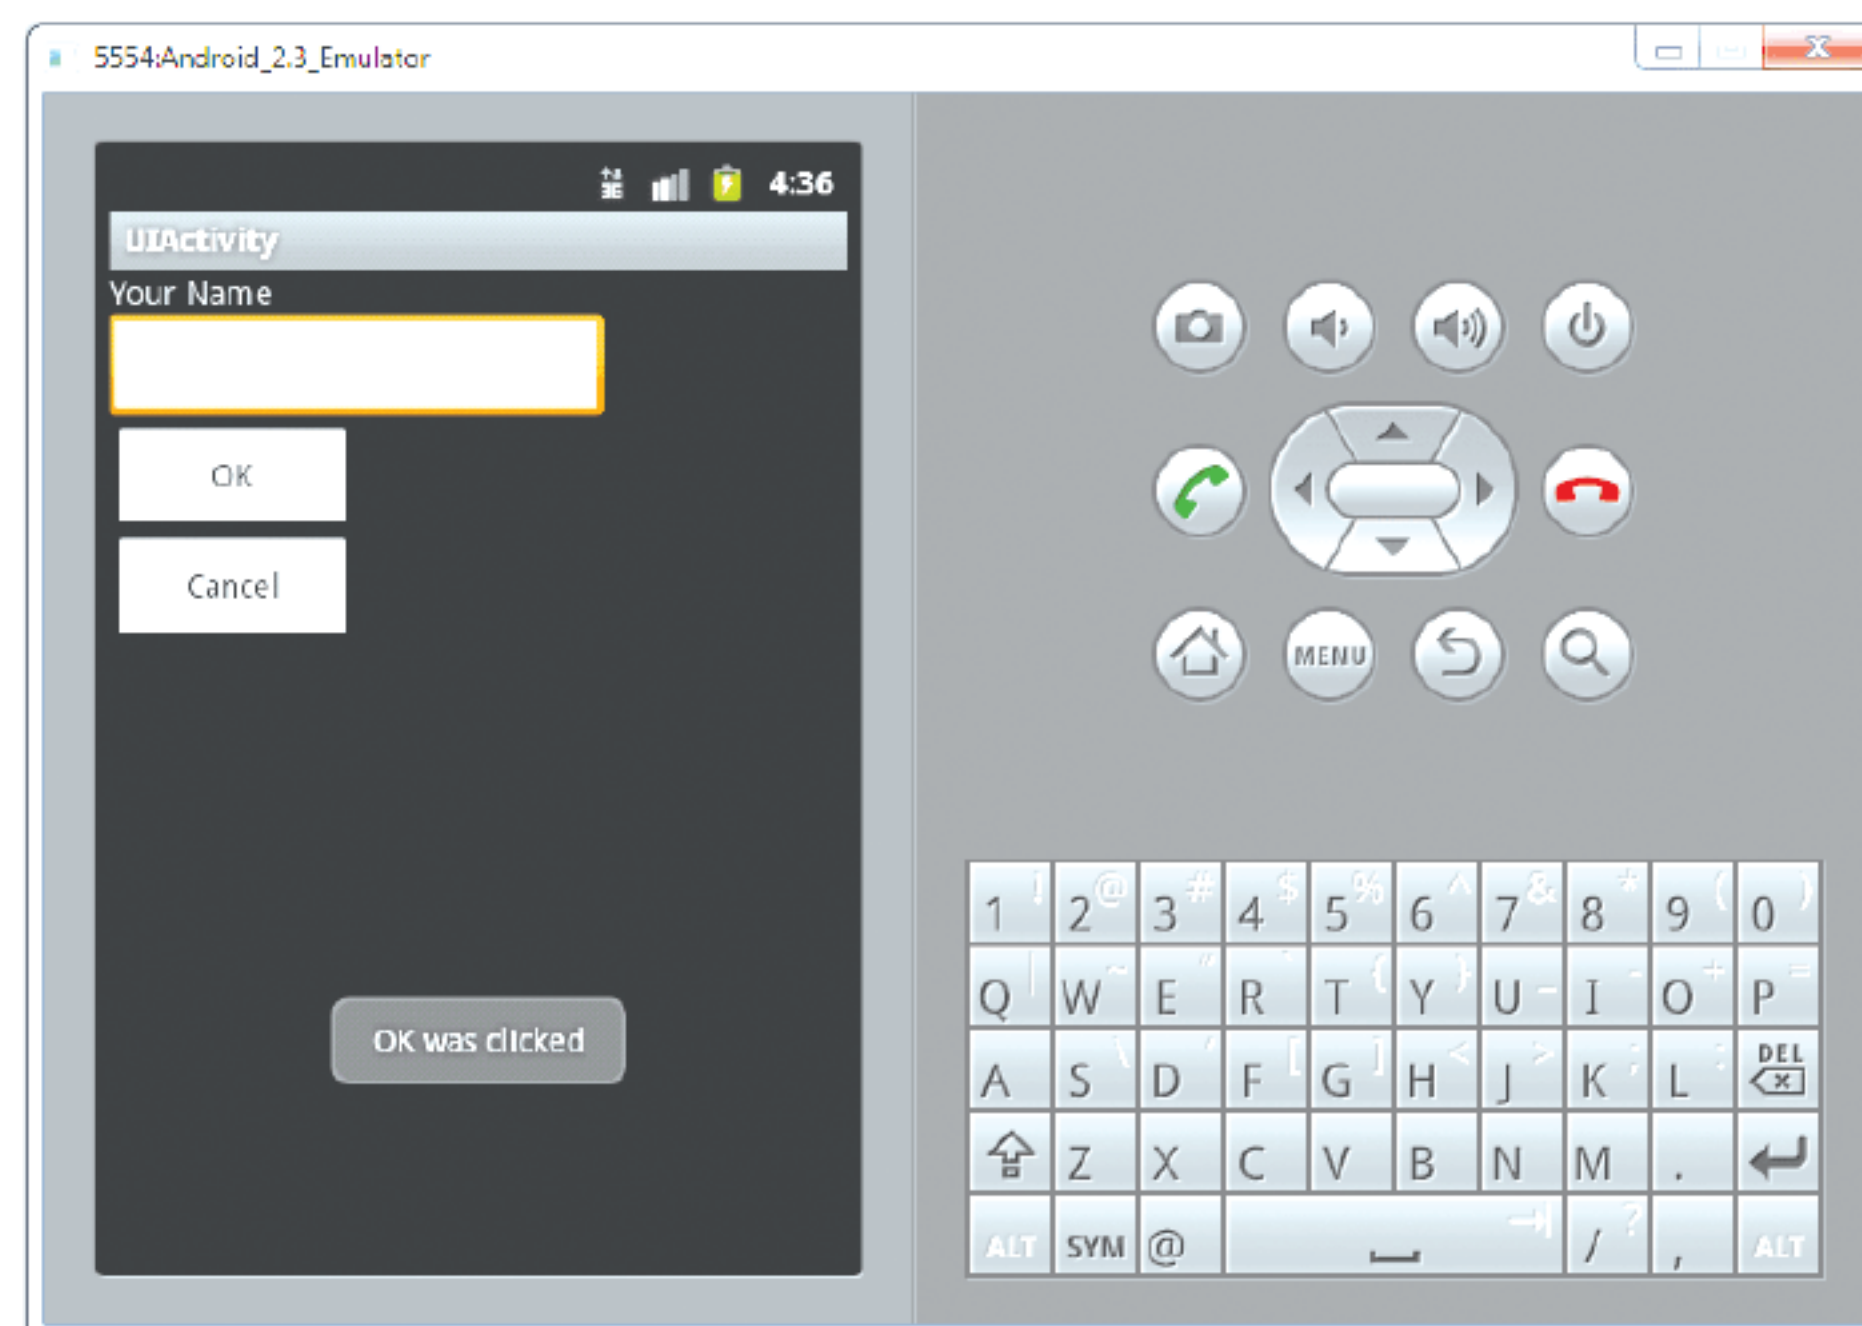 5554:Android_2.3_Emulator
4:36
UIActivity
Your Name
OK
Cancel
OK was clicked
MENU
1 ! 2 @ 3 # 4 $ 5 % 6 ^ 7 & 8 * 9 ( 0 )
Q | W ~ E " R ` T { Y } U _ I - O + P =
A S \ D ' F [ G ] H < J > K ; L : DEL
Z X C V B N M .
ALT SYM @ / ? , ALT